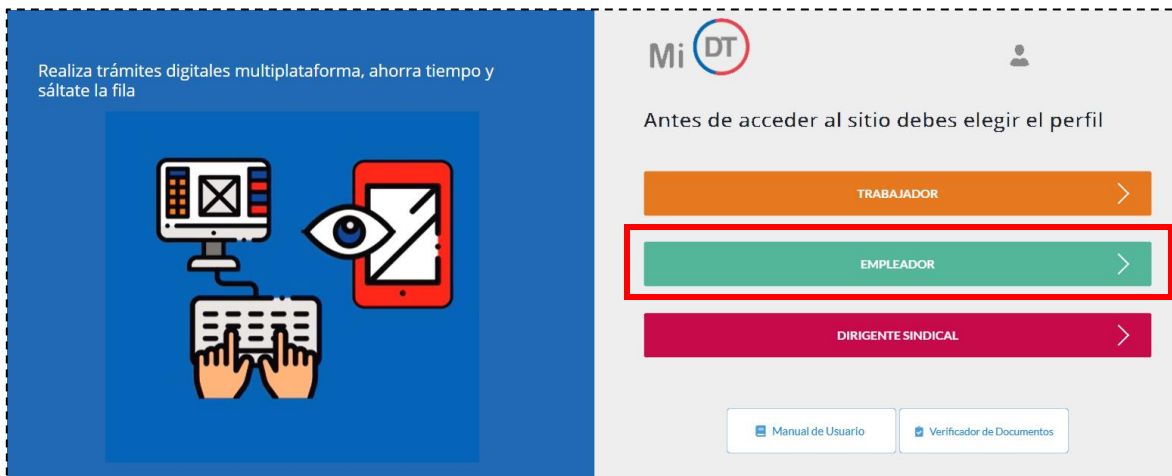 Realiza trámites digitales multiplataforma, ahorra tiempo y
sáltate la fila
Mi DT
Antes de acceder al sitio debes elegir el perfil
TRABAJADOR
EMPLEADOR
DIRIGENTE SINDICAL
Manual de Usuario
Verificador de Documentos